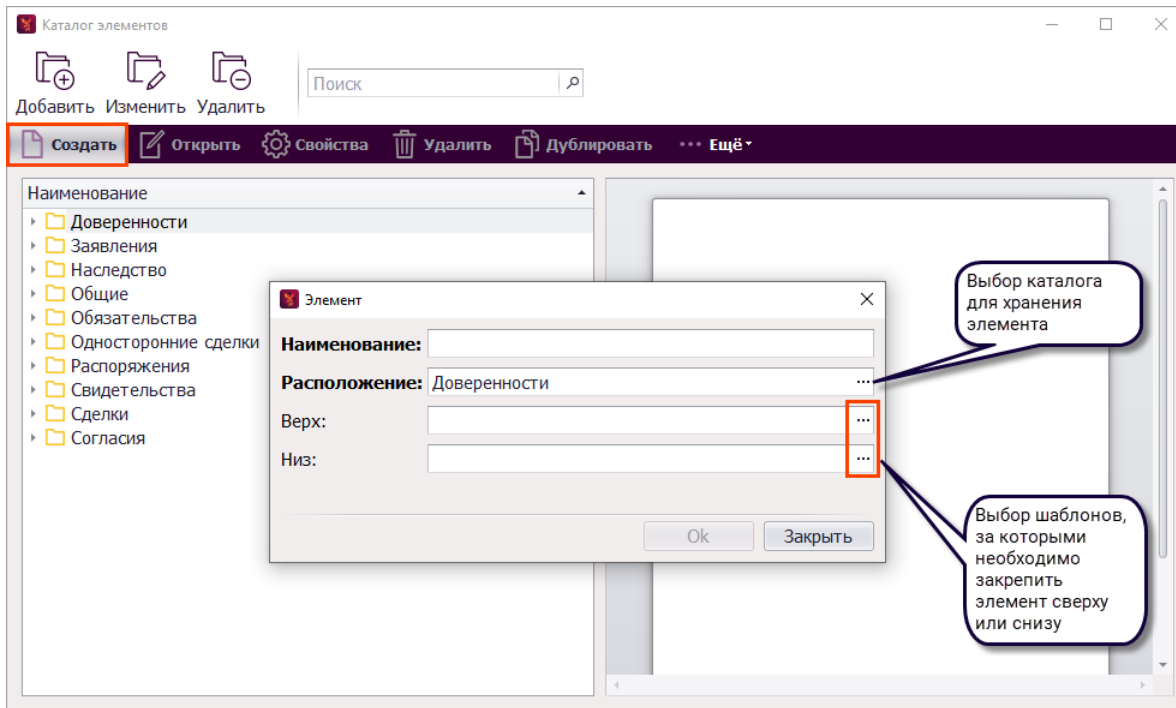 Каталог элементов
Добавить Изменить Удалить
Поиск
Создать Открыть Свойства Удалить Дублировать ··· Ещё
Наименование
Доверенности
Заявления
Наследство
Общие
Обязательства
Односторонние сделки
Распоряжения
Свидетельства
Сделки
Согласия
Элемент
Наименование:
Расположение: Доверенности ...
Верх: ...
Низ: ...
Ok Закрыть
Выбор каталога
для хранения
элемента
Выбор шаблонов,
за которыми
необходимо
закрепить
элемент сверху
или снизу